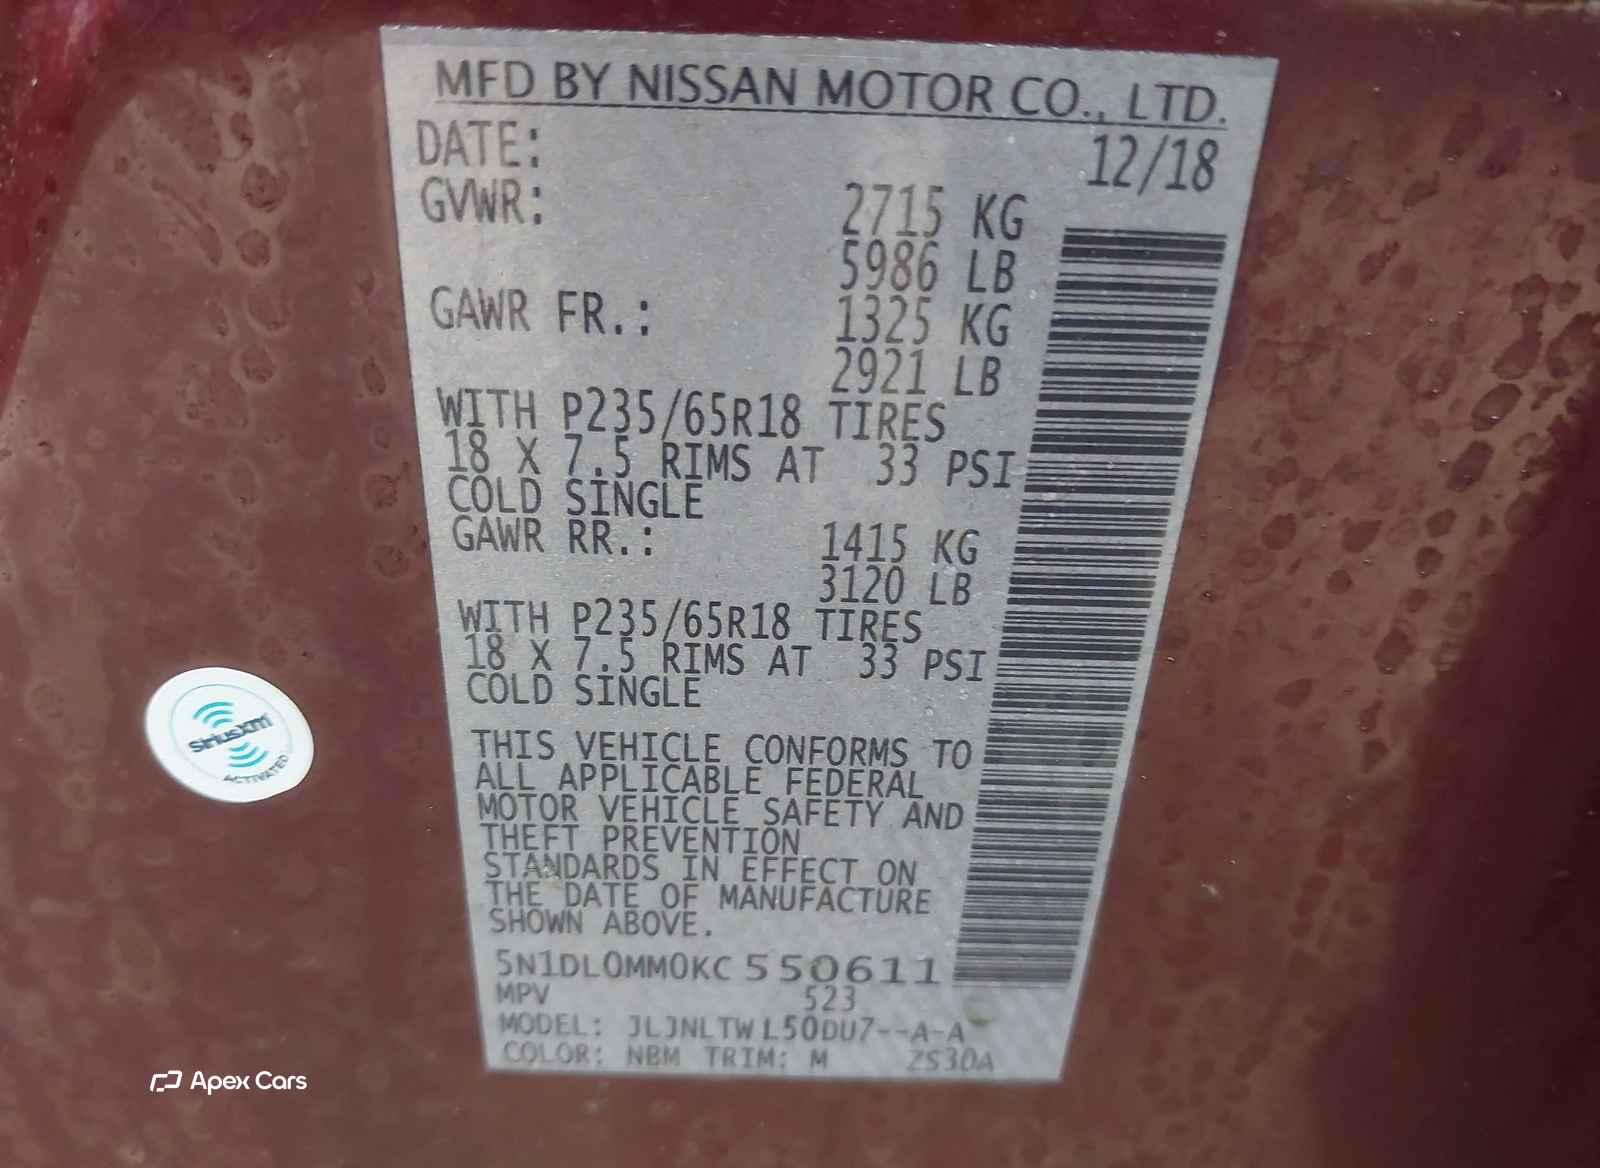 MFD BY NISSAN MOTOR CO., LTD.
DATE: 12/18
GVWR: 2715 KG
5986 LB
GAWR FR.: 1325 KG
2921 LB
WITH P235/65R18 TIRES
18 X 7.5 RIMS AT 33 PSI
COLD SINGLE
GAWR RR.: 1415 KG
3120 LB
WITH P235/65R18 TIRES
18 X 7.5 RIMS AT 33 PSI
COLD SINGLE
THIS VEHICLE CONFORMS TO
ALL APPLICABLE FEDERAL
MOTOR VEHICLE SAFETY AND
THEFT PREVENTION
STANDARDS IN EFFECT ON
THE DATE OF MANUFACTURE
SHOWN ABOVE.
5N1DL0MM0KC550611
MPV 523
MODEL: JLJNLTWL50DU7--A-A
COLOR: NBM TRIM: M ZS30A
SiriusXM
ACTIVATED
Apex Cars